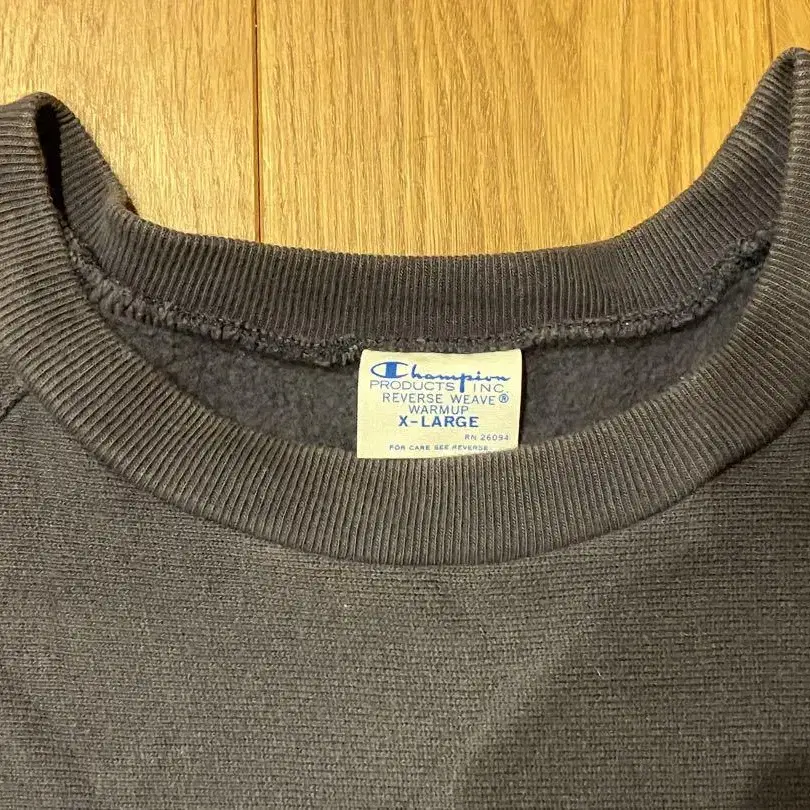 Champion
PRODUCTS INC.
REVERSE WEAVE®
WARMUP
X-LARGE
RN 26094
FOR CARE SEE REVERSE.